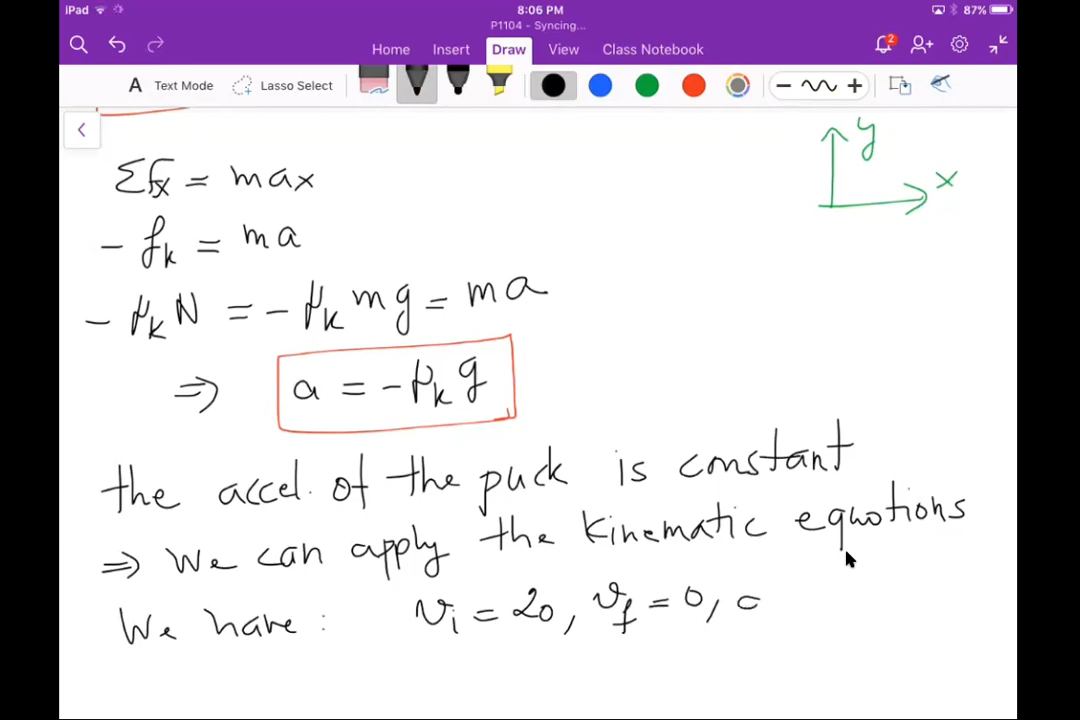 iPad 8:06 PM 87%
P1104 - Syncing...
Home Insert Draw View Class Notebook 2
A Text Mode Lasso Select
y
x
ΣFx = max
- fk = ma
- μk N = - μk mg = ma
⇒ a = - μk g
the accel. of the puck is constant
⇒ We can apply the kinematic equations
We have : vi = 20, vf = 0,